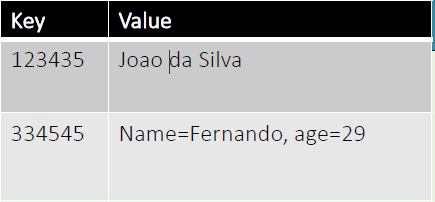 Key Value
123435 Joao da Silva
334545 Name=Fernando, age=29